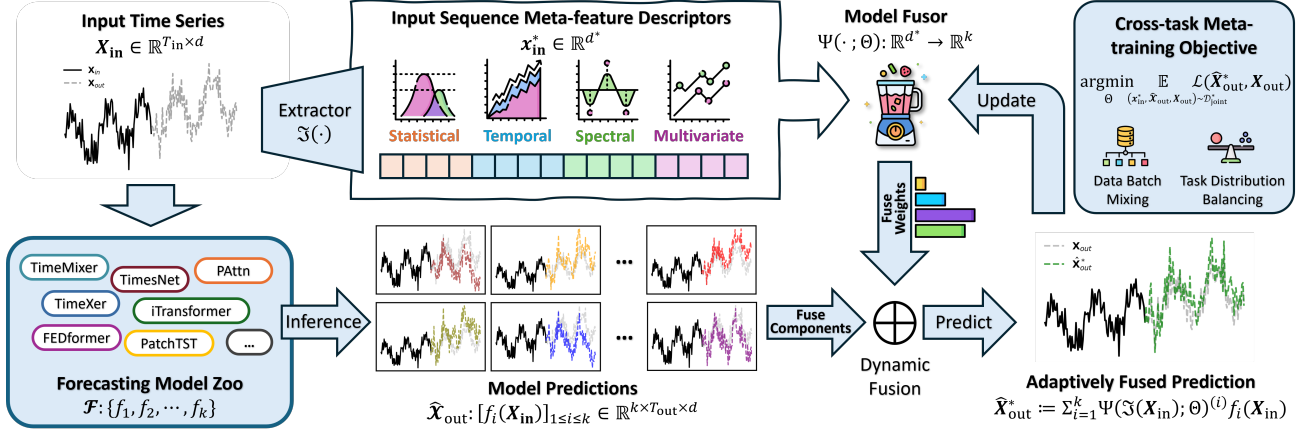 Input Time Series
X_in ∈ ℝ^{T_in×d}
x_in
x_out
Extractor
ℑ(·)
Input Sequence Meta-feature Descriptors
x*_in ∈ ℝ^{d*}
Statistical
Temporal
Spectral
Multivariate
Model Fusor
Ψ(· ; Θ): ℝ^{d*} → ℝ^k
Update
Cross-task Meta-
training Objective
argmin 𝔼 ℒ(X̂*_out, X_out)
Θ (x*_in, X̂_out, X_out)~𝒟*_joint
Data Batch
Mixing
Task Distribution
Balancing
Fuse
Weights
TimeMixer
TimesNet
PAttn
TimeXer
iTransformer
FEDformer
PatchTST
...
Forecasting Model Zoo
ℱ: {f_1, f_2, ⋯, f_k}
Inference
...
...
Model Predictions
𝒳̂_out: [f_i(X_in)]_{1≤i≤k} ∈ ℝ^{k×T_out×d}
Fuse
Components
Dynamic
Fusion
Predict
x_out
x̂*_out
Adaptively Fused Prediction
X̂*_out ≔ Σ^k_{i=1} Ψ(ℑ(X_in); Θ)^{(i)} f_i(X_in)